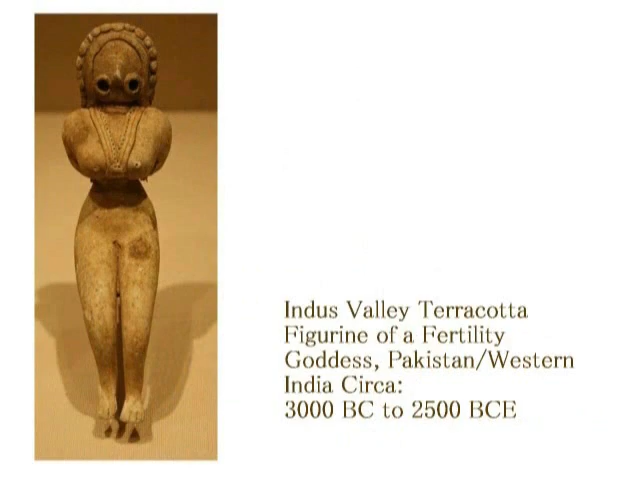 Indus Valley Terracotta
Figurine of a Fertility
Goddess, Pakistan/Western
India Circa:
3000 BC to 2500 BCE